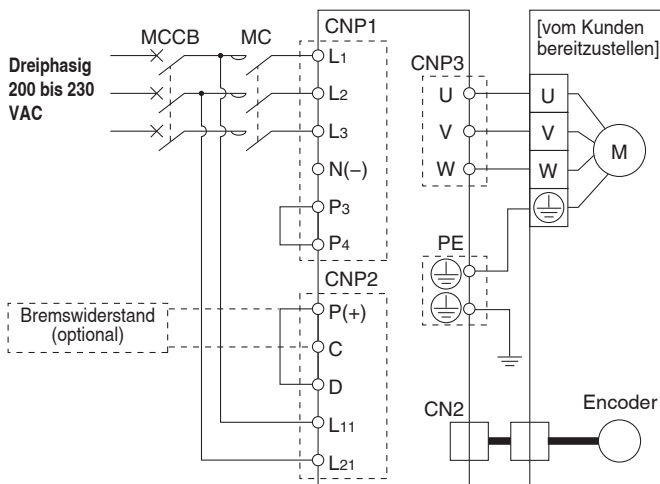 MCCB
MC
CNP1
[vom Kunden
bereitzustellen]
Dreiphasig
200 bis 230
VAC
L1
L2
L3
N(−)
P3
P4
CNP3
U
V
W
U
V
W
M
PE
CNP2
Bremswiderstand
(optional)
P(+)
C
D
L11
L21
CN2
Encoder